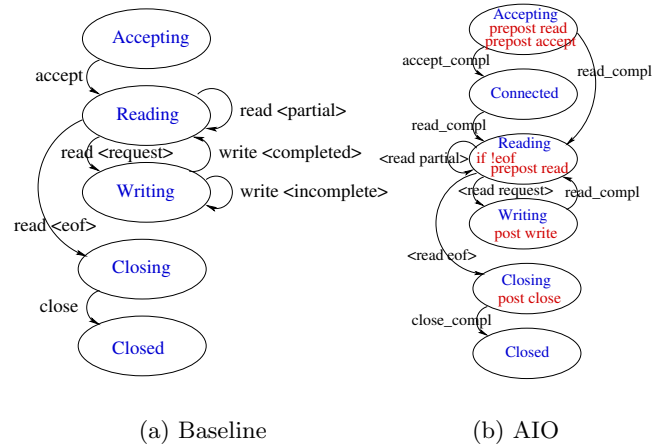 Accepting
accept
Reading
read <partial>
read <request>
write <completed>
Writing
write <incomplete>
read <eof>
Closing
close
Closed
(a) Baseline
Accepting
prepost read
prepost accept
accept_compl
read_compl
Connected
read_compl
Reading
<read partial>
if !eof
prepost read
<read request>
read_compl
Writing
post write
<read eof>
Closing
post close
close_compl
Closed
(b) AIO